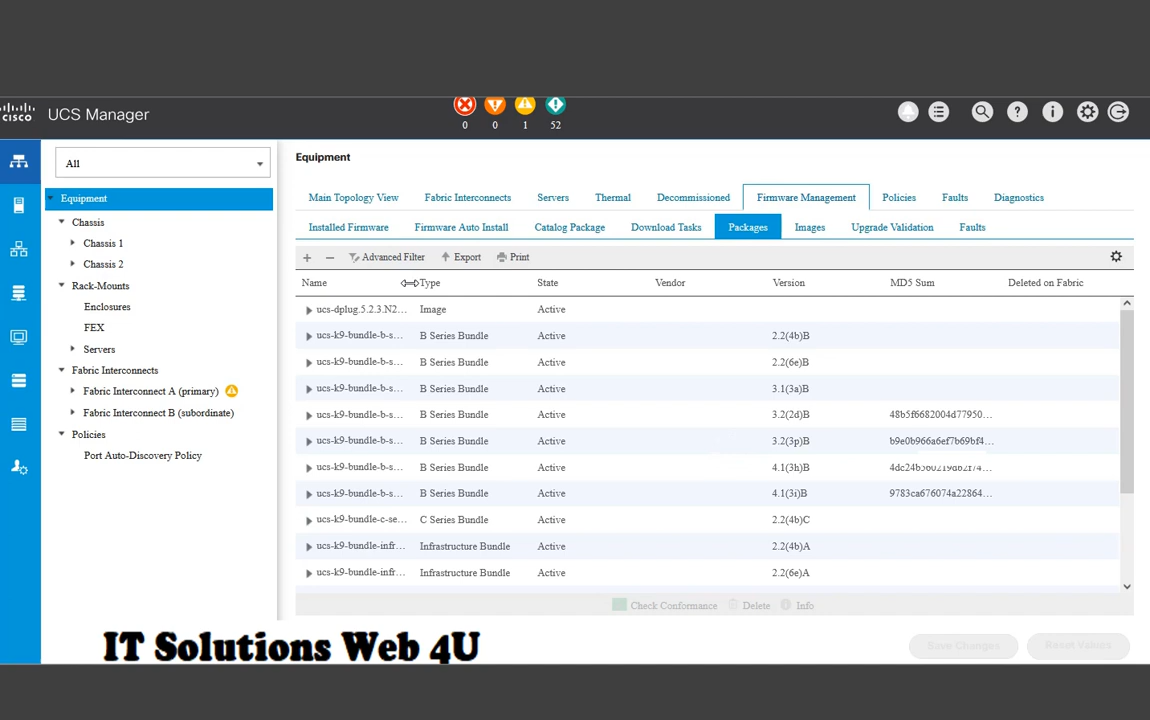 CISCO UCS Manager
0 0 1 52
All
Equipment
Chassis
Chassis 1
Chassis 2
Rack-Mounts
Enclosures
FEX
Servers
Fabric Interconnects
Fabric Interconnect A (primary)
Fabric Interconnect B (subordinate)
Policies
Port Auto-Discovery Policy
Equipment
Main Topology View Fabric Interconnects Servers Thermal Decommissioned Firmware Management Policies Faults Diagnostics
Installed Firmware Firmware Auto Install Catalog Package Download Tasks Packages Images Upgrade Validation Faults
+ − Advanced Filter Export Print
Name Type State Vendor Version MD5 Sum Deleted on Fabric
ucs-dplug.5.2.3.N2... Image Active
ucs-k9-bundle-b-s... B Series Bundle Active 2.2(4b)B
ucs-k9-bundle-b-s... B Series Bundle Active 2.2(6e)B
ucs-k9-bundle-b-s... B Series Bundle Active 3.1(3a)B
ucs-k9-bundle-b-s... B Series Bundle Active 3.2(2d)B 48b5f6682004d77950...
ucs-k9-bundle-b-s... B Series Bundle Active 3.2(3p)B b9e0b966a6ef7b69bf4...
ucs-k9-bundle-b-s... B Series Bundle Active 4.1(3h)B
ucs-k9-bundle-b-s... B Series Bundle Active 4.1(3i)B 9783ca676074a22864...
ucs-k9-bundle-c-se... C Series Bundle Active 2.2(4b)C
ucs-k9-bundle-infr... Infrastructure Bundle Active 2.2(4b)A
ucs-k9-bundle-infr... Infrastructure Bundle Active 2.2(6e)A
Check Conformance Delete Info
IT Solutions Web 4U
Save Changes Reset Values